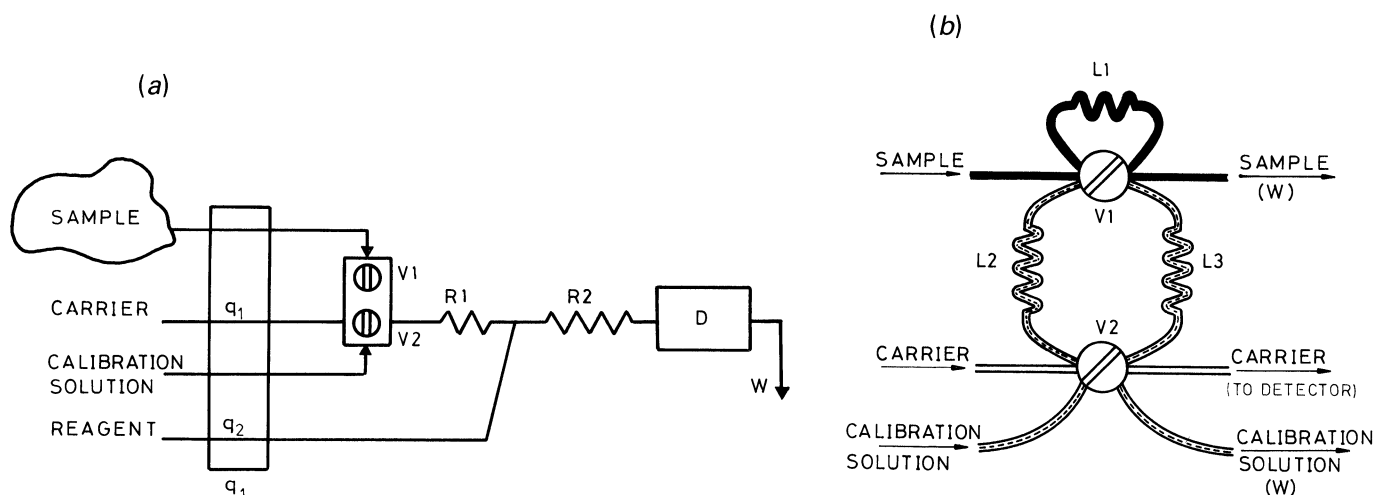 (a)
SAMPLE
CARRIER
q₁
CALIBRATION
SOLUTION
REAGENT
q₂
q₁
V1
V2
R1
R2
D
W
(b)
L1
SAMPLE
SAMPLE
(W)
V1
L2
L3
V2
CARRIER
CARRIER
(TO DETECTOR)
CALIBRATION
SOLUTION
CALIBRATION
SOLUTION
(W)